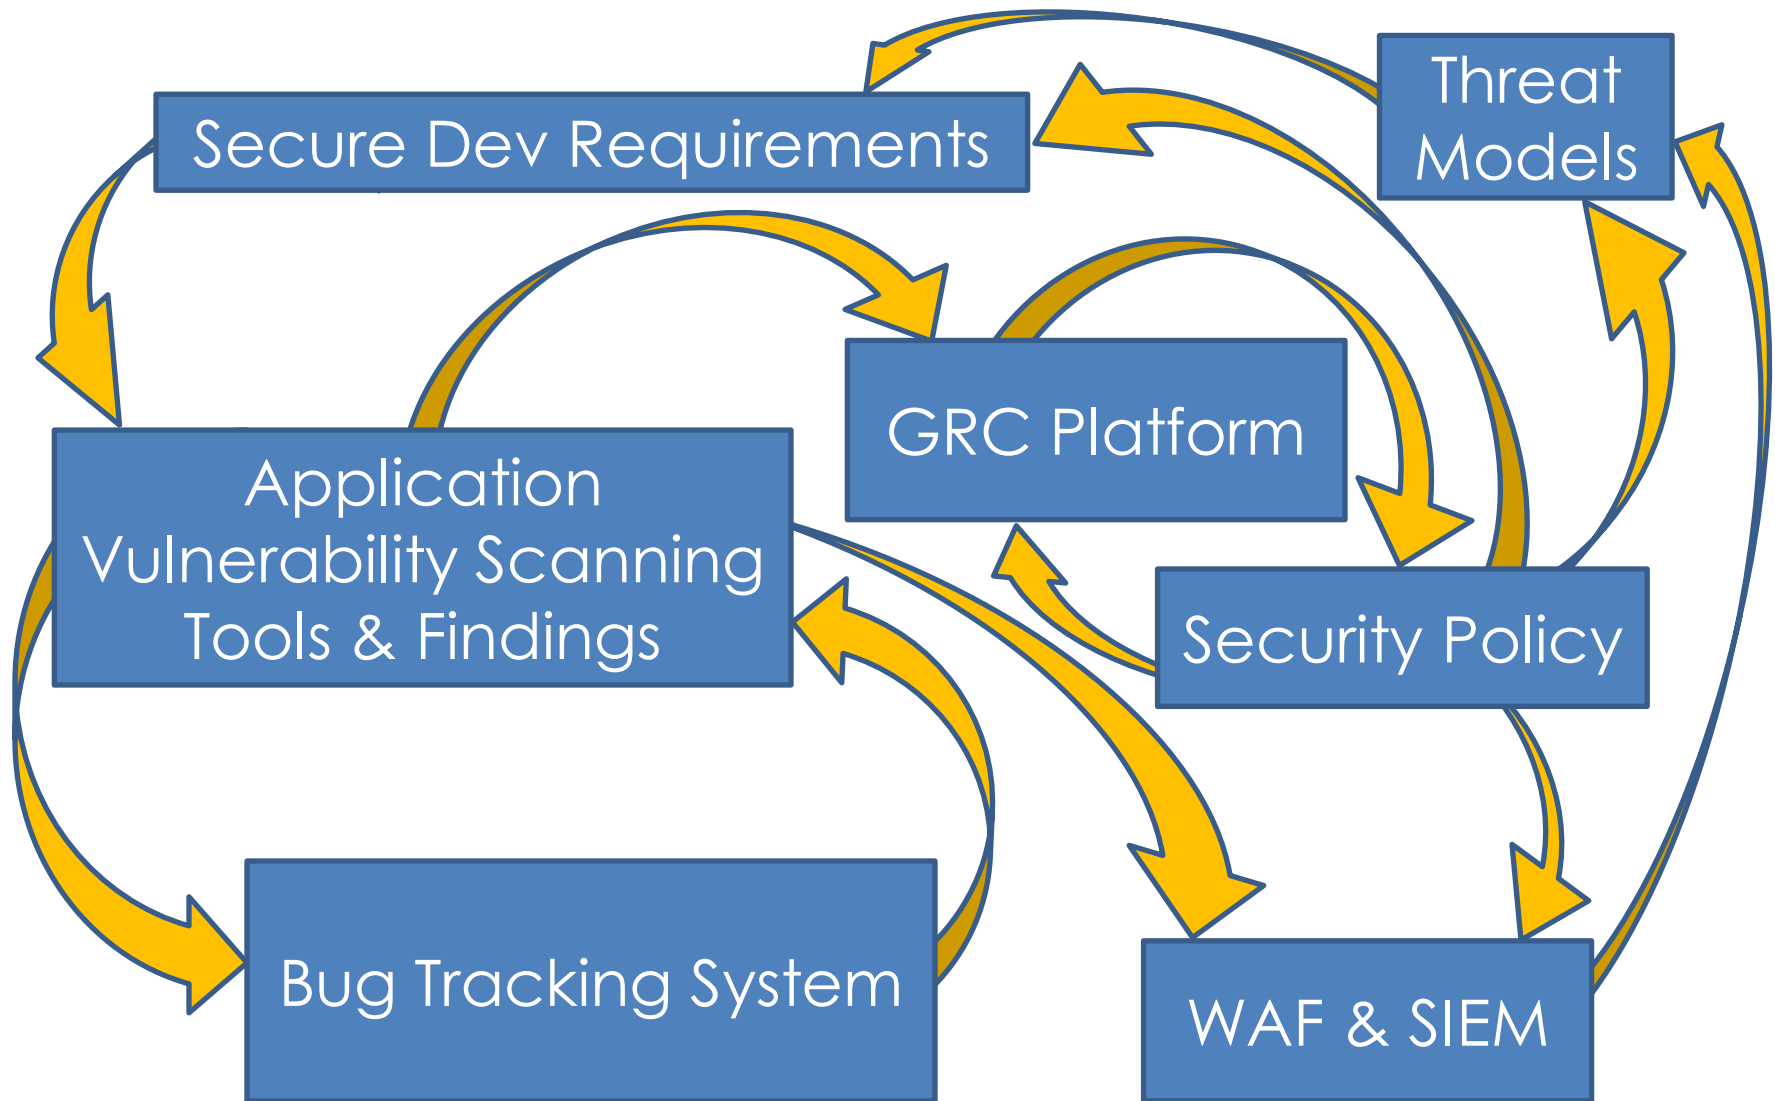 Threat
Models
Secure Dev Requirements
GRC Platform
Application
Vulnerability Scanning
Tools & Findings
Security Policy
Bug Tracking System
WAF & SIEM